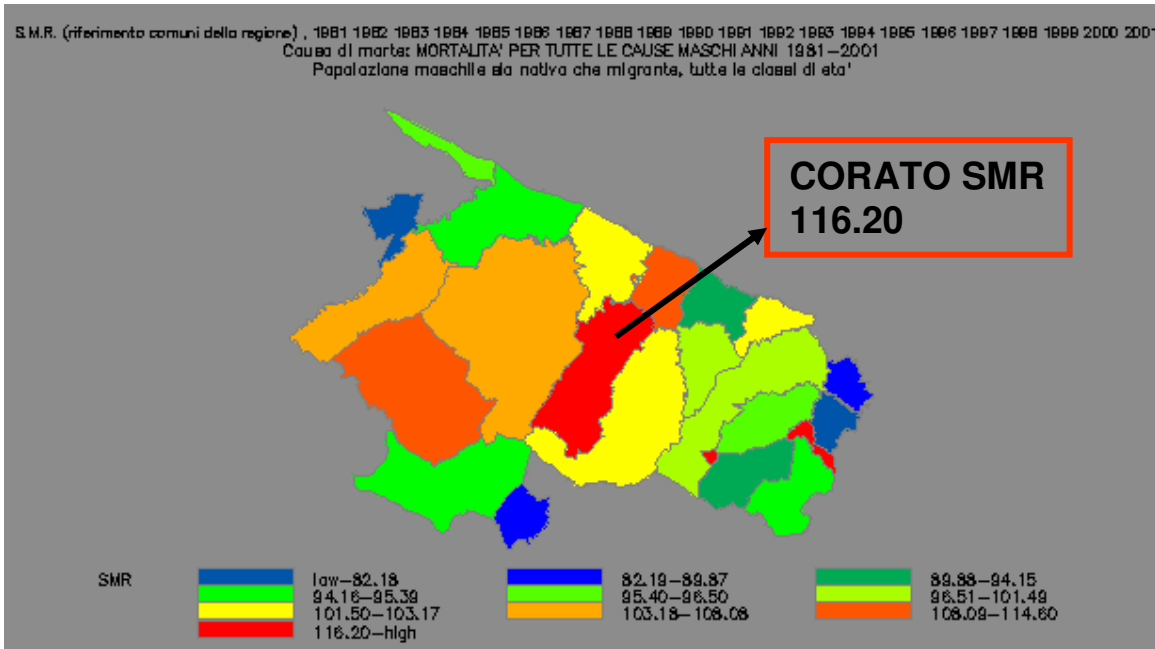 S.M.R. (riferimento comuni della regione) , 1981 1982 1983 1984 1985 1986 1987 1988 1989 1990 1991 1992 1993 1994 1995 1996 1997 1998 1999 2000 2001
Causa di morte: MORTALITA' PER TUTTE LE CAUSE MASCHI ANNI 1981-2001
Popolazione maschile sia nativa che migrante, tutte le classi di eta'
CORATO SMR
116.20
SMR
low-82.18 82.19-89.87 89.88-94.15
94.16-95.39 95.40-96.50 96.51-101.49
101.50-103.17 103.18-108.08 108.09-114.60
116.20-high